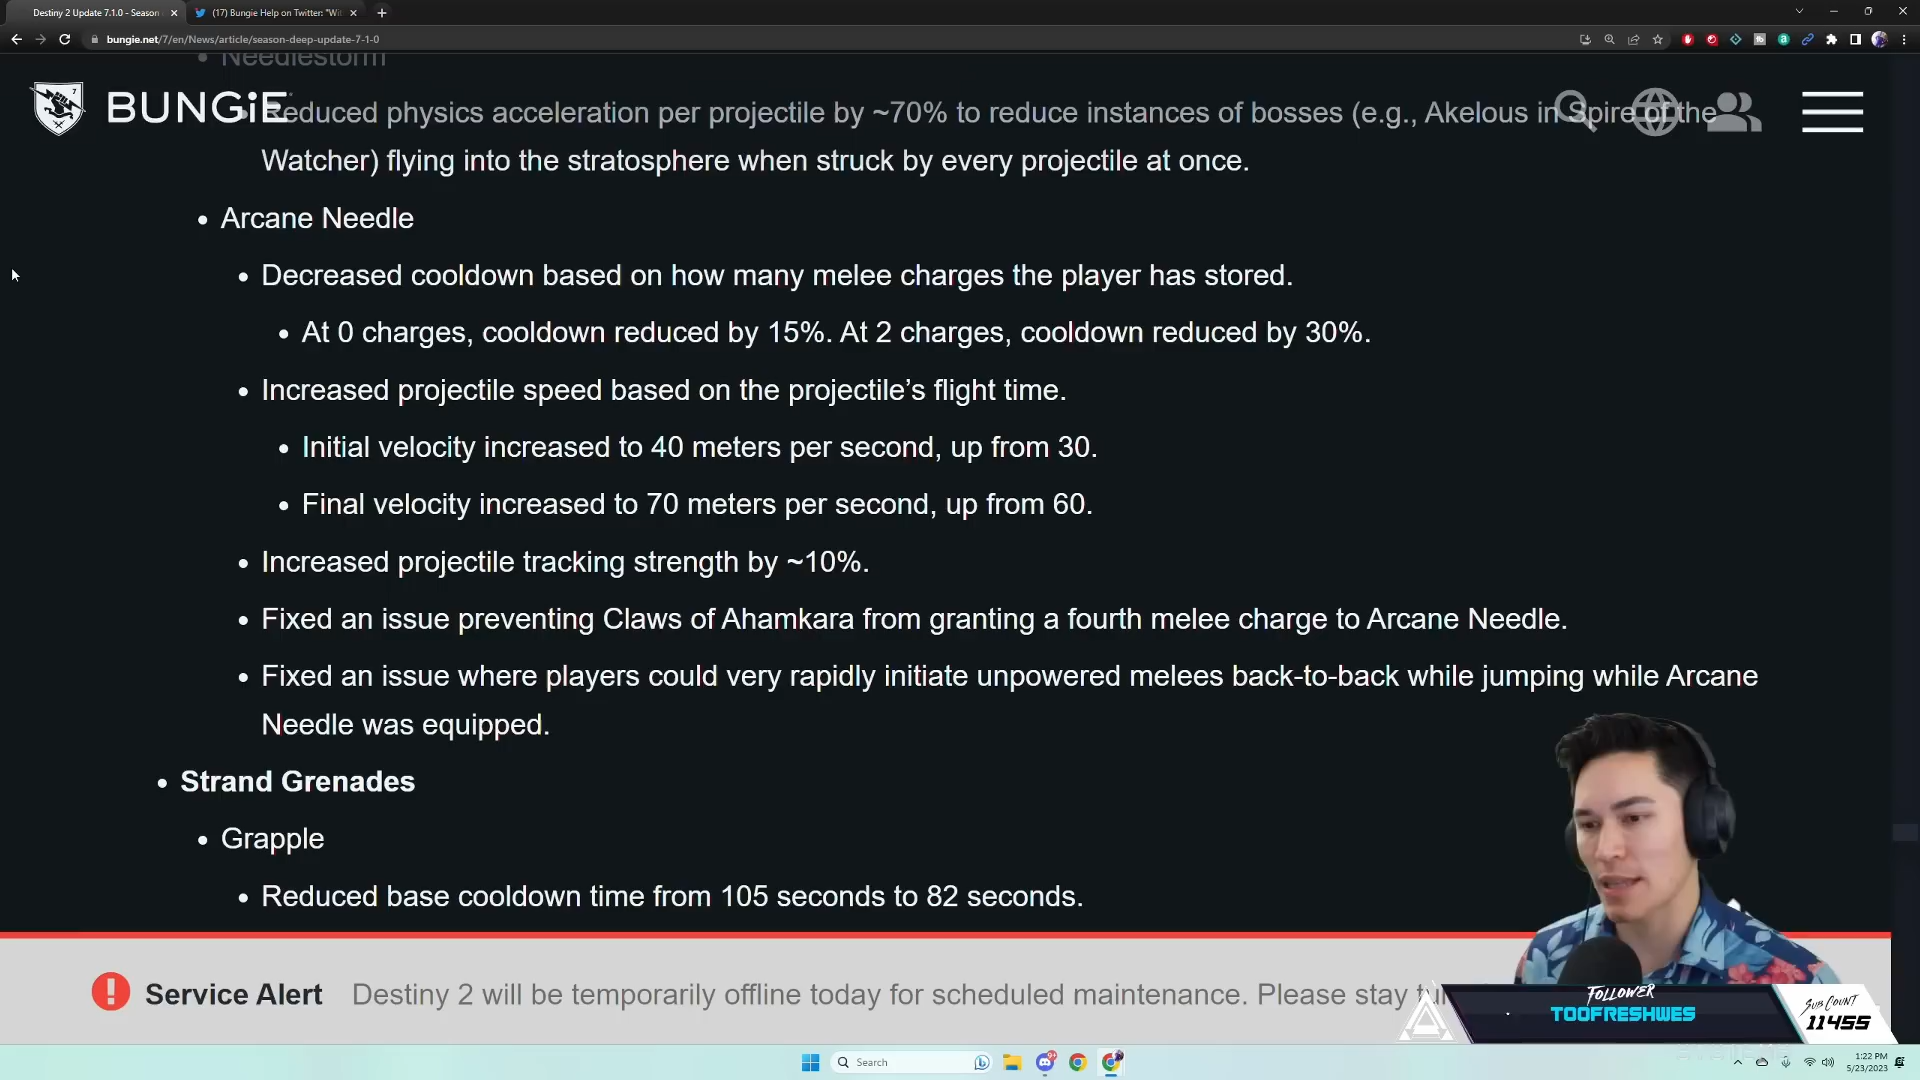 Destiny 2 Update 7.1.0 - Season
(17) Bungie Help on Twitter: "Wit
bungie.net/7/en/News/article/season-deep-update-7-1-0
Needlestorm
BUNGiE
Reduced physics acceleration per projectile by ~70% to reduce instances of bosses (e.g., Akelous in Spire of the
Watcher) flying into the stratosphere when struck by every projectile at once.
Arcane Needle
Decreased cooldown based on how many melee charges the player has stored.
At 0 charges, cooldown reduced by 15%. At 2 charges, cooldown reduced by 30%.
Increased projectile speed based on the projectile’s flight time.
Initial velocity increased to 40 meters per second, up from 30.
Final velocity increased to 70 meters per second, up from 60.
Increased projectile tracking strength by ~10%.
Fixed an issue preventing Claws of Ahamkara from granting a fourth melee charge to Arcane Needle.
Fixed an issue where players could very rapidly initiate unpowered melees back-to-back while jumping while Arcane
Needle was equipped.
Strand Grenades
Grapple
Reduced base cooldown time from 105 seconds to 82 seconds.
Service Alert Destiny 2 will be temporarily offline today for scheduled maintenance. Please stay
FOLLOWER
TOOFRESHWES
SUB COUNT
11455
Search
1:22 PM
5/23/2023